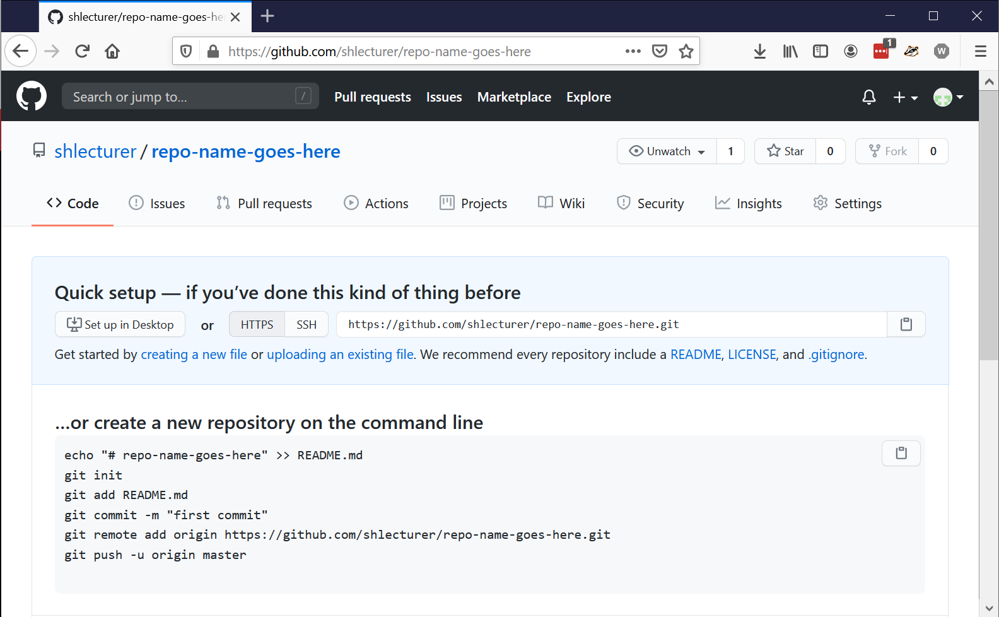 shlecturer/repo-name-goes-he
https://github.com/shlecturer/repo-name-goes-here
1
W
Search or jump to...
/
Pull requests
Issues
Marketplace
Explore
shlecturer / repo-name-goes-here
Unwatch 1
Star 0
Fork 0
Code
Issues
Pull requests
Actions
Projects
Wiki
Security
Insights
Settings
Quick setup — if you’ve done this kind of thing before
Set up in Desktop or HTTPS SSH https://github.com/shlecturer/repo-name-goes-here.git
Get started by creating a new file or uploading an existing file. We recommend every repository include a README, LICENSE, and .gitignore.
…or create a new repository on the command line
echo "# repo-name-goes-here" >> README.md
git init
git add README.md
git commit -m "first commit"
git remote add origin https://github.com/shlecturer/repo-name-goes-here.git
git push -u origin master